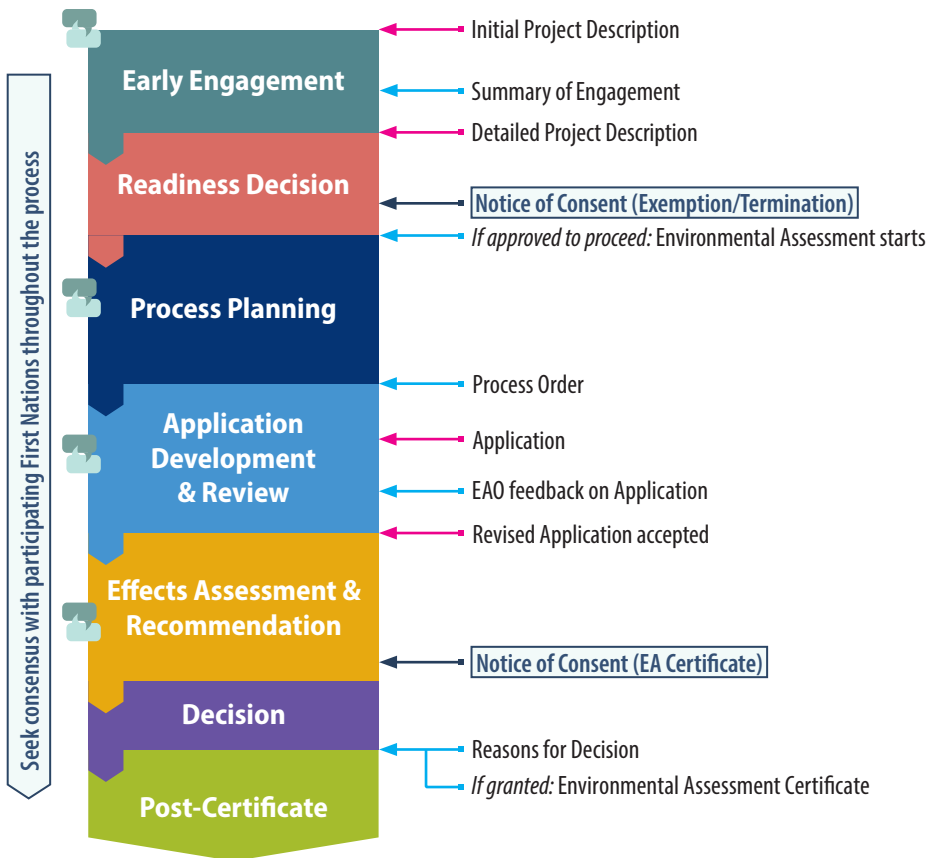 Seek consensus with participating First Nations throughout the process
Early Engagement
Initial Project Description
Summary of Engagement
Detailed Project Description
Readiness Decision
Notice of Consent (Exemption/Termination)
If approved to proceed: Environmental Assessment starts
Process Planning
Process Order
Application
Development
& Review
Application
EAO feedback on Application
Revised Application accepted
Effects Assessment &
Recommendation
Notice of Consent (EA Certificate)
Decision
Reasons for Decision
If granted: Environmental Assessment Certificate
Post-Certificate